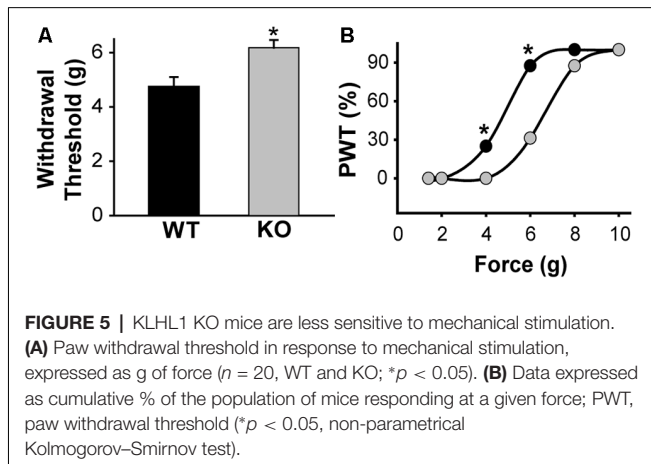 A
*
Withdrawal
Threshold (g)
6
4
2
0
WT KO
B
PWT (%)
90
60
30
0
*
*
0 2 4 6 8 10
Force (g)
FIGURE 5 | KLHL1 KO mice are less sensitive to mechanical stimulation.
(A) Paw withdrawal threshold in response to mechanical stimulation,
expressed as g of force (n = 20, WT and KO; *p < 0.05). (B) Data expressed
as cumulative % of the population of mice responding at a given force; PWT,
paw withdrawal threshold (*p < 0.05, non-parametrical
Kolmogorov–Smirnov test).